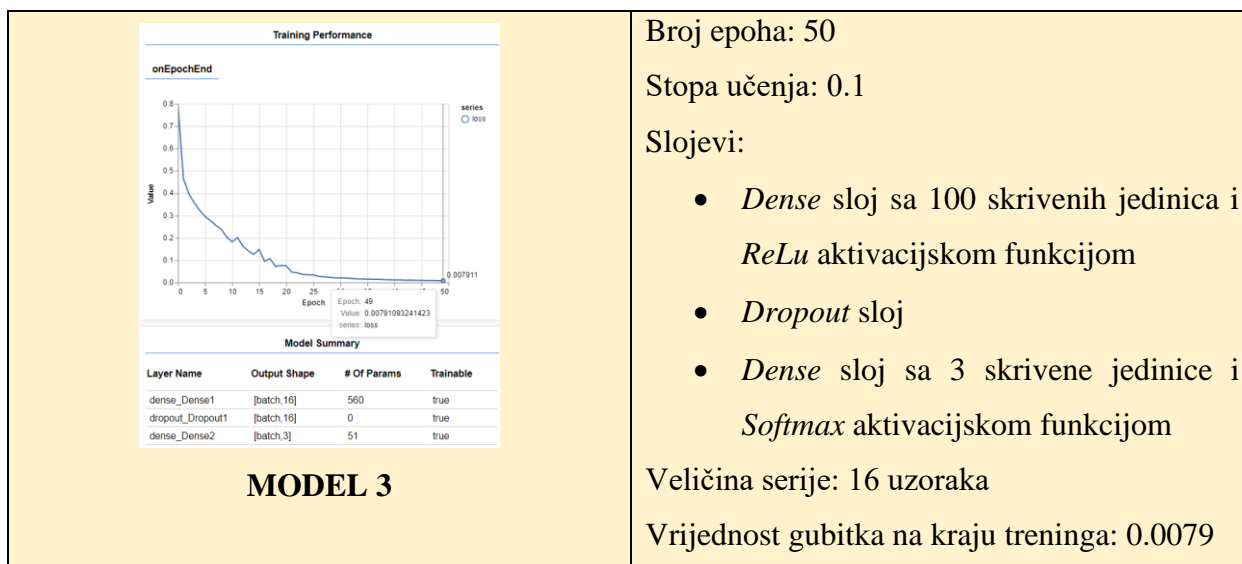 Training Performance
onEpochEnd
0.8
0.7
0.6
0.5
0.4
0.3
0.2
0.1
0.0
Value
0 5 10 15 20 25 50
Epoch
series
loss
0.007911
Epoch: 49
Value: 0.00791093241423
series: loss
Model Summary
Layer Name Output Shape # Of Params Trainable
dense_Dense1 [batch,16] 560 true
dropout_Dropout1 [batch,16] 0 true
dense_Dense2 [batch,3] 51 true
MODEL 3
Broj epoha: 50
Stopa učenja: 0.1
Slojevi:
• Dense sloj sa 100 skrivenih jedinica i
ReLu aktivacijskom funkcijom
• Dropout sloj
• Dense sloj sa 3 skrivene jedinice i
Softmax aktivacijskom funkcijom
Veličina serije: 16 uzoraka
Vrijednost gubitka na kraju treninga: 0.0079